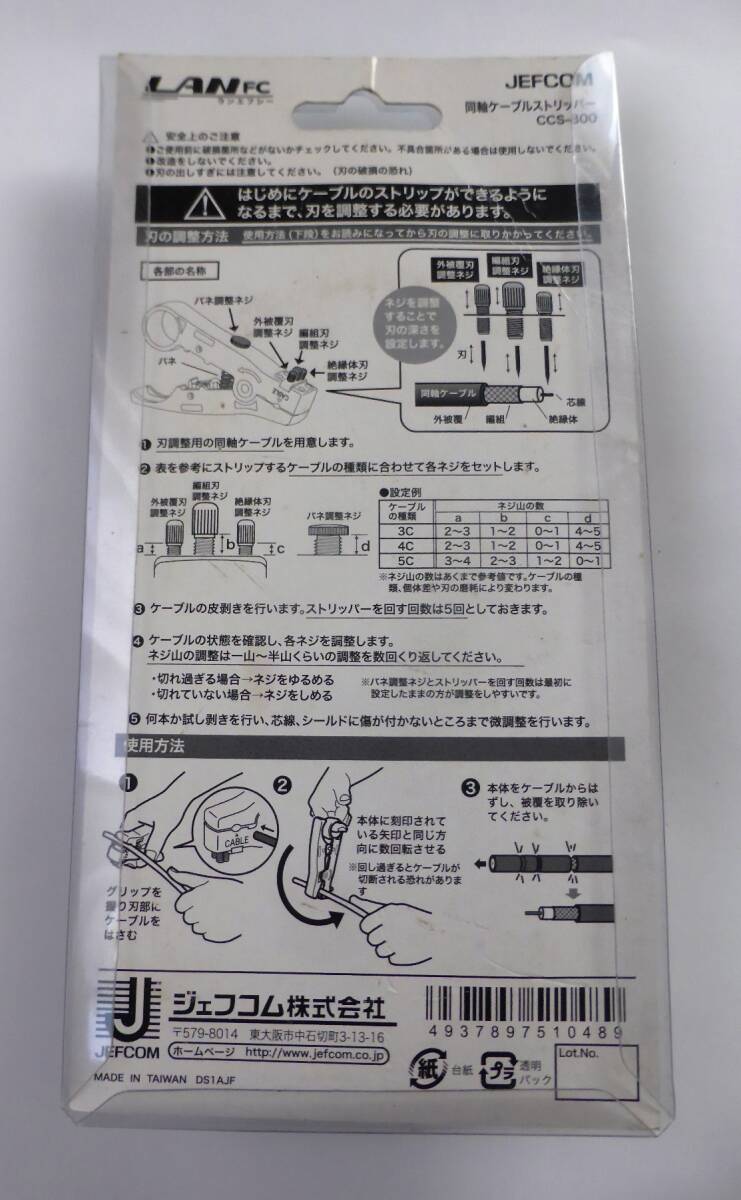 LAN FC
ランエフシー
JEFCOM
同軸ケーブルストリッパー
CCS-300
安全上のご注意
❶ご使用前に破損箇所などがないかチェックしてください。不具合箇所がある場合は使用しないでください。
❷改造をしないでください。
❸刃の出しすぎには注意してください。(刃の破損の恐れ)
はじめにケーブルのストリップができるように
なるまで、刃を調整する必要があります。
刃の調整方法 使用方法(下段)をお読みになってから刃の調整に取りかかってください。
各部の名称
バネ調整ネジ
外被覆刃
調整ネジ
編組刃
調整ネジ
絶縁体刃
調整ネジ
バネ
ネジを調整
することで
刃の深さを
設定します。
外被覆刃
調整ネジ
編組刃
調整ネジ
絶縁体刃
調整ネジ
刃
同軸ケーブル
芯線
外被覆 編組 絶縁体
❶ 刃調整用の同軸ケーブルを用意します。
❷ 表を参考にストリップするケーブルの種類に合わせて各ネジをセットします。
外被覆刃
調整ネジ
編組刃
調整ネジ
絶縁体刃
調整ネジ
バネ調整ネジ
a b c d
●設定例
ケーブルの種類 ネジ山の数
a b c d
3C 2〜3 1〜2 0〜1 4〜5
4C 2〜3 1〜2 0〜1 4〜5
5C 3〜4 2〜3 1〜2 0〜1
※ネジ山の数はあくまで参考値です。ケーブルの種
類、個体差や刃の磨耗により変わります。
❸ ケーブルの皮剥きを行います。ストリッパーを回す回数は5回としておきます。
❹ ケーブルの状態を確認し、各ネジを調整します。
ネジ山の調整は一山〜半山くらいの調整を数回くり返してください。
・切れ過ぎる場合→ネジをゆるめる
・切れていない場合→ネジをしめる
※バネ調整ネジとストリッパーを回す回数は最初に
設定したままの方が調整をしやすいです。
❺ 何本か試し剥きを行い、芯線、シールドに傷が付かないところまで微調整を行います。
使用方法
❶
CABLE
グリップを
握り刃部に
ケーブルを
はさむ
❷
本体に刻印されて
いる矢印と同じ方
向に数回転させる
※回し過ぎるとケーブルが
切断される恐れがありま
す
❸ 本体をケーブルからは
ずし、被覆を取り除い
てください。
JEFCOM
ジェフコム株式会社
〒579-8014 東大阪市中石切町3-13-16
ホームページ http://www.jefcom.co.jp
MADE IN TAIWAN DS1AJF
4937897510489
紙 台紙
プラ 透明
パック
Lot.No.